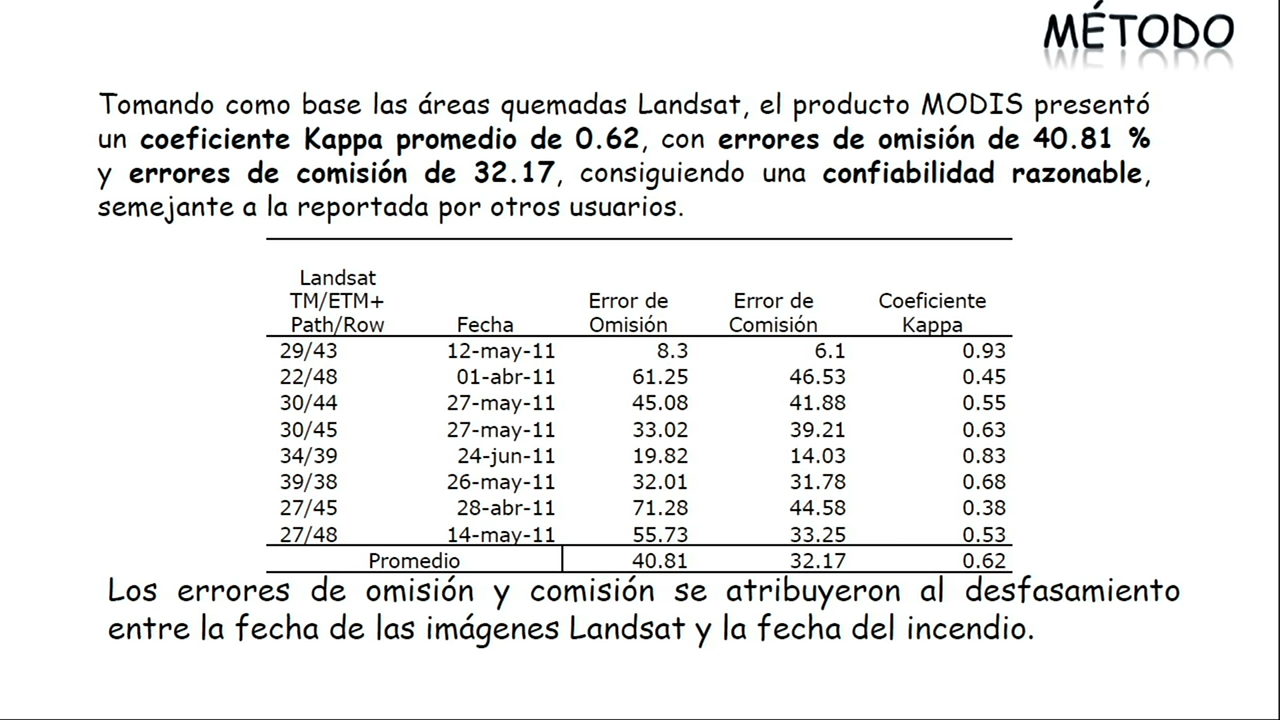 MÉTODO
Tomando como base las áreas quemadas Landsat, el producto MODIS presentó
un coeficiente Kappa promedio de 0.62, con errores de omisión de 40.81 %
y errores de comisión de 32.17, consiguiendo una confiabilidad razonable,
semejante a la reportada por otros usuarios.
Landsat
TM/ETM+ Error de Error de Coeficiente
Path/Row Fecha Omisión Comisión Kappa
29/43 12-may-11 8.3 6.1 0.93
22/48 01-abr-11 61.25 46.53 0.45
30/44 27-may-11 45.08 41.88 0.55
30/45 27-may-11 33.02 39.21 0.63
34/39 24-jun-11 19.82 14.03 0.83
39/38 26-may-11 32.01 31.78 0.68
27/45 28-abr-11 71.28 44.58 0.38
27/48 14-may-11 55.73 33.25 0.53
Promedio 40.81 32.17 0.62
Los errores de omisión y comisión se atribuyeron al desfasamiento
entre la fecha de las imágenes Landsat y la fecha del incendio.